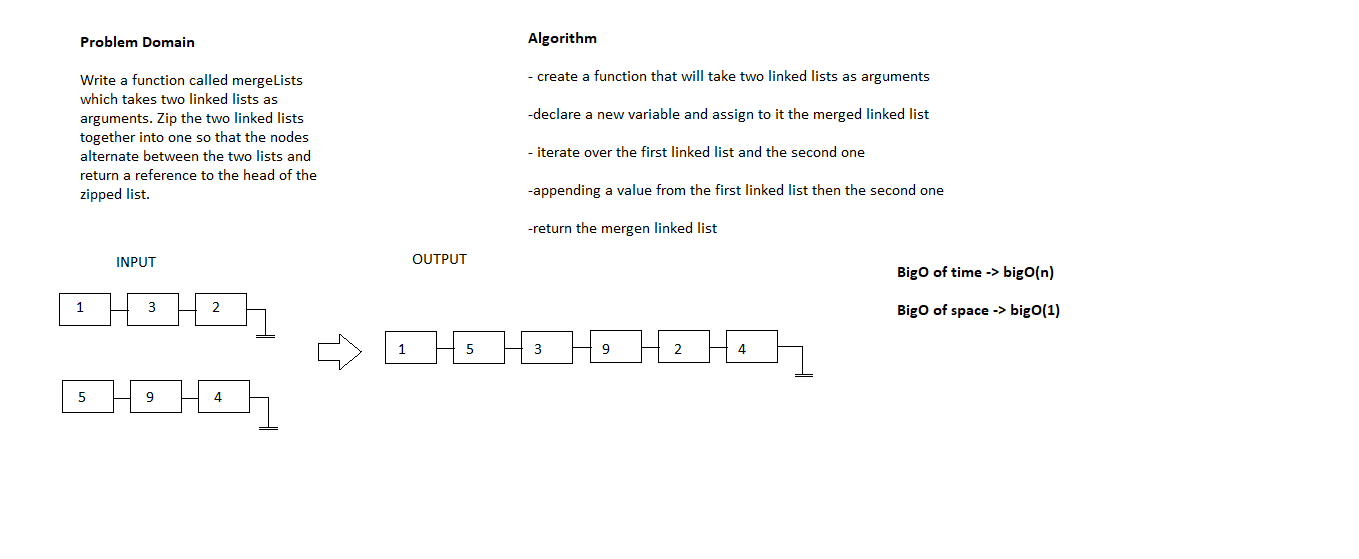 Problem Domain
Write a function called mergeLists
which takes two linked lists as
arguments. Zip the two linked lists
together into one so that the nodes
alternate between the two lists and
return a reference to the head of the
zipped list.
Algorithm
- create a function that will take two linked lists as arguments
-declare a new variable and assign to it the merged linked list
- iterate over the first linked list and the second one
-appending a value from the first linked list then the second one
-return the mergen linked list
INPUT
1 3 2
5 9 4
OUTPUT
1 5 3 9 2 4
BigO of time -> bigO(n)
BigO of space -> bigO(1)